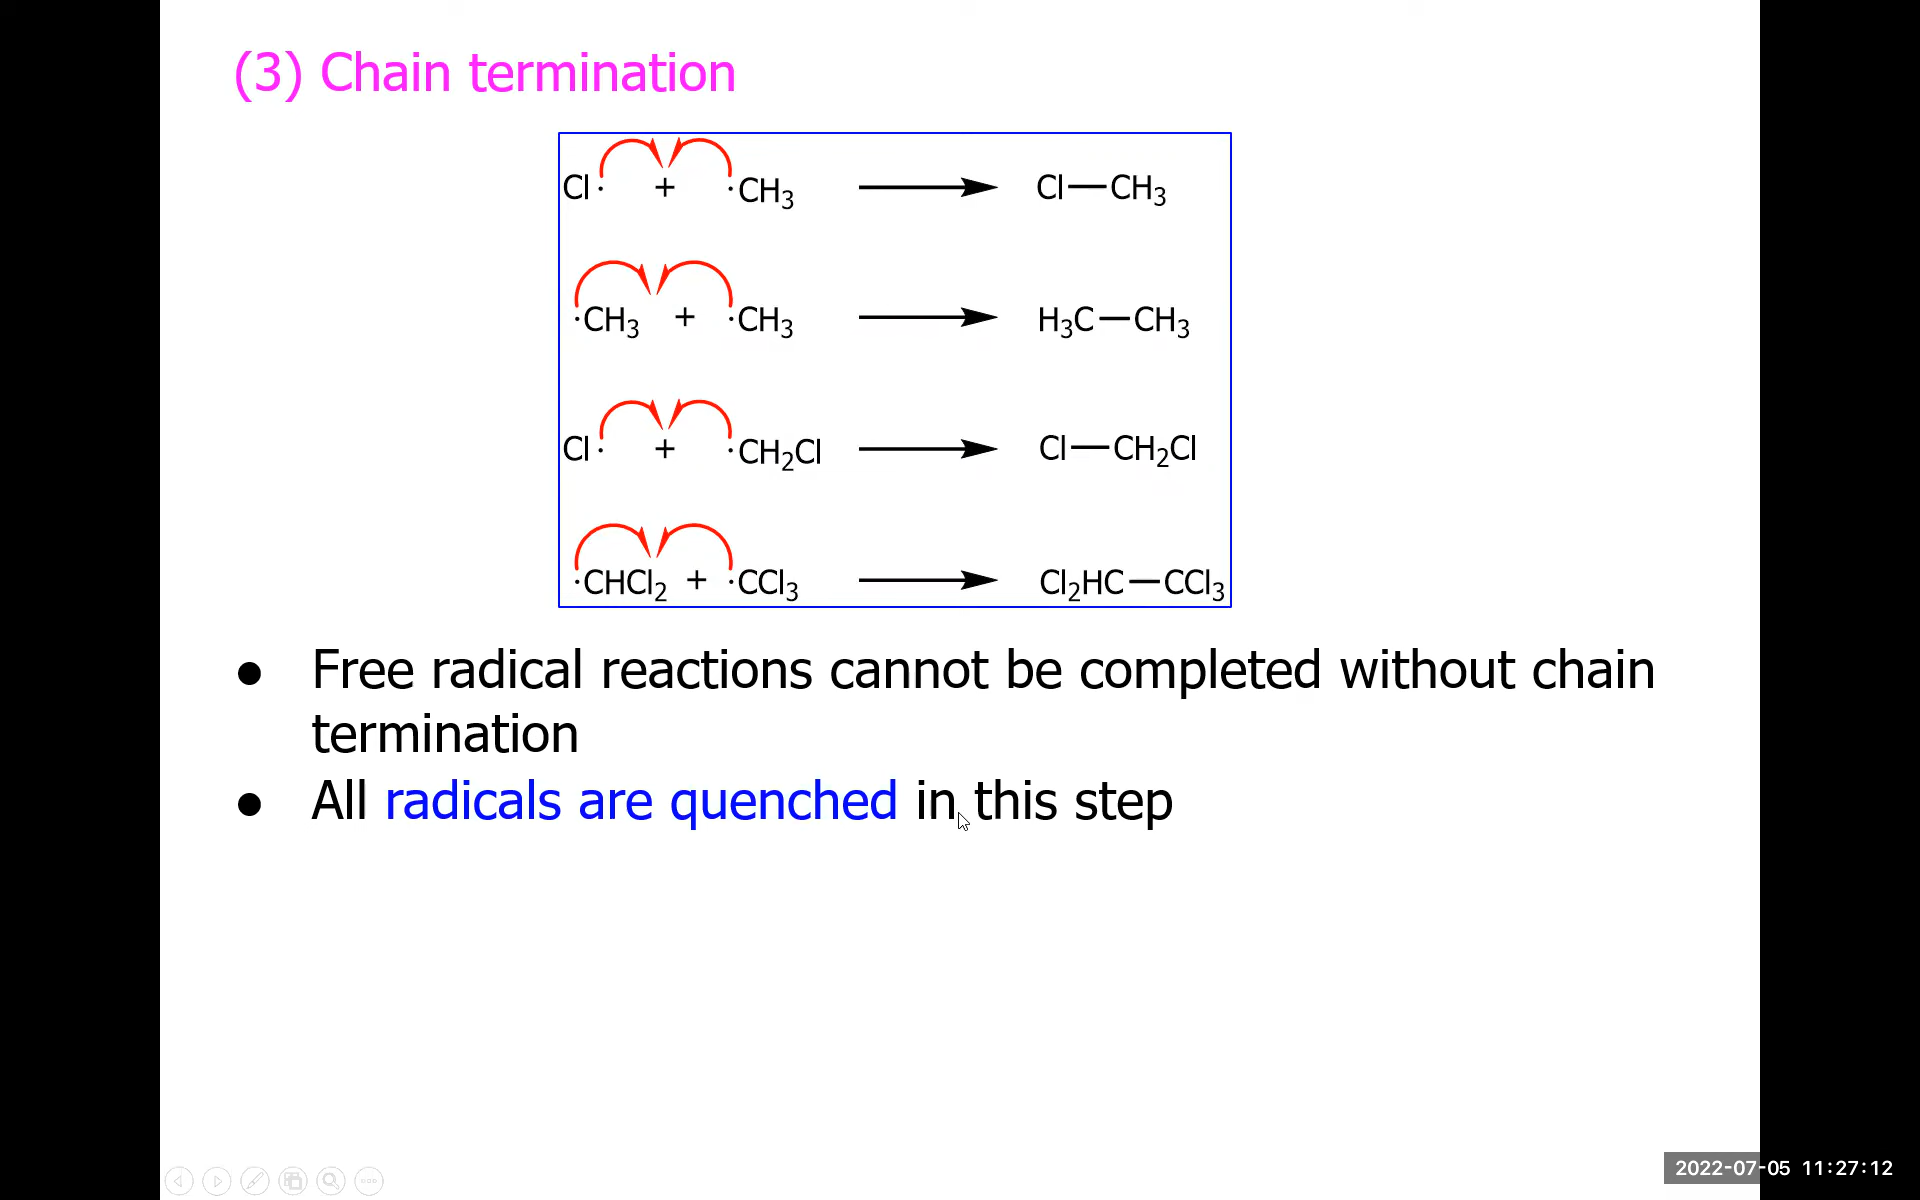 (3) Chain termination
Cl· + ·CH₃ ⟶ Cl—CH₃
·CH₃ + ·CH₃ ⟶ H₃C—CH₃
Cl· + ·CH₂Cl ⟶ Cl—CH₂Cl
·CHCl₂ + ·CCl₃ ⟶ Cl₂HC—CCl₃
● Free radical reactions cannot be completed without chain
termination
● All radicals are quenched in this step
2022-07-05 11:27:12